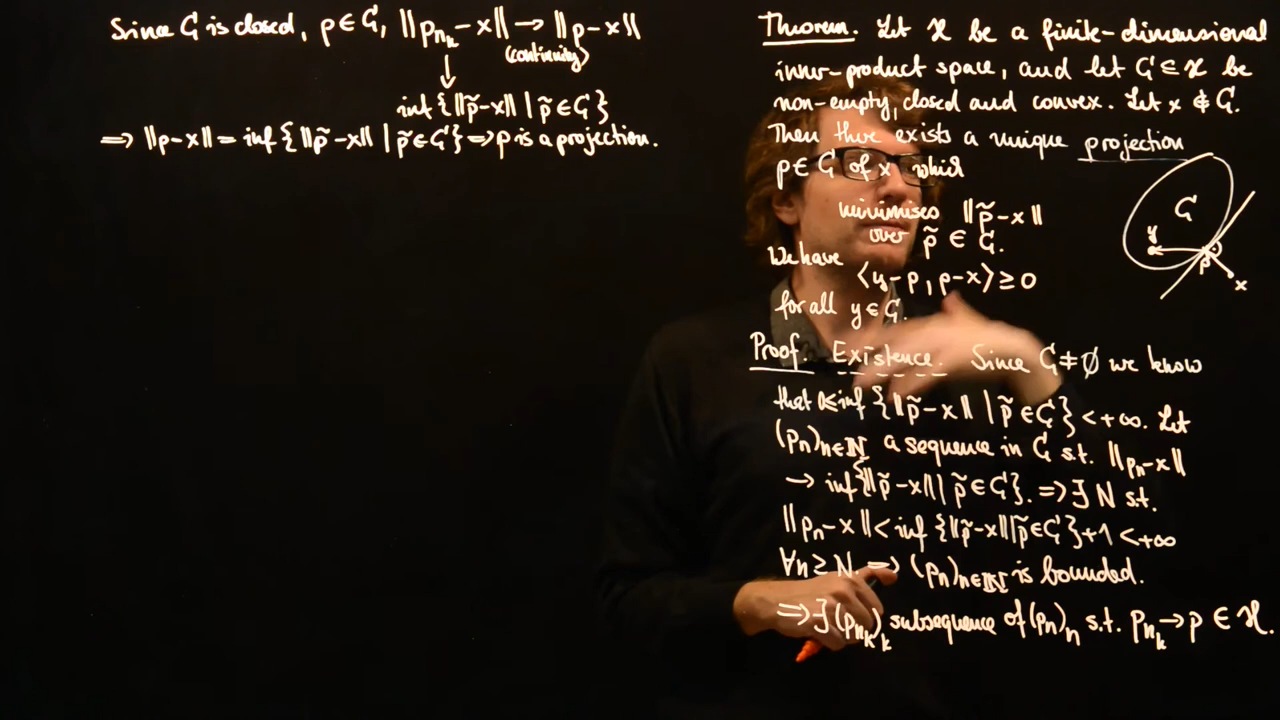 Since C is closed, p ∈ C, ||p_{n_k} - x|| → ||p - x||
(continuity)
↓
inf{||p̃ - x|| | p̃ ∈ C}
⇒ ||p - x|| = inf{||p̃ - x|| | p̃ ∈ C} ⇒ p is a projection.
Theorem. Let ℋ be a finite-dimensional
inner-product space, and let C ⊆ ℋ be
non-empty, closed and convex. Let x ∉ C.
Then there exists a unique projection
p ∈ C of x which
minimises ||p̃ - x||
over p̃ ∈ C.
We have
⟨y - p, p - x⟩ ≥ 0
for all y ∈ C.
C
y
p
x
Proof. Existence. Since C ≠ ∅ we know
that 0 ≤ inf{||p̃ - x|| | p̃ ∈ C} < +∞. Let
(p_n)_{n∈ℕ} a sequence in C s.t. ||p_n - x||
→ inf{||p̃ - x|| | p̃ ∈ C}. ⇒ ∃ N s.t.
||p_n - x|| < inf{||p̃ - x|| | p̃ ∈ C} + 1 < +∞
∀n ≥ N. ⇒ (p_n)_{n∈ℕ} is bounded.
⇒ ∃ (p_{n_k})_k subsequence of (p_n)_n s.t. p_{n_k} → p ∈ ℋ.